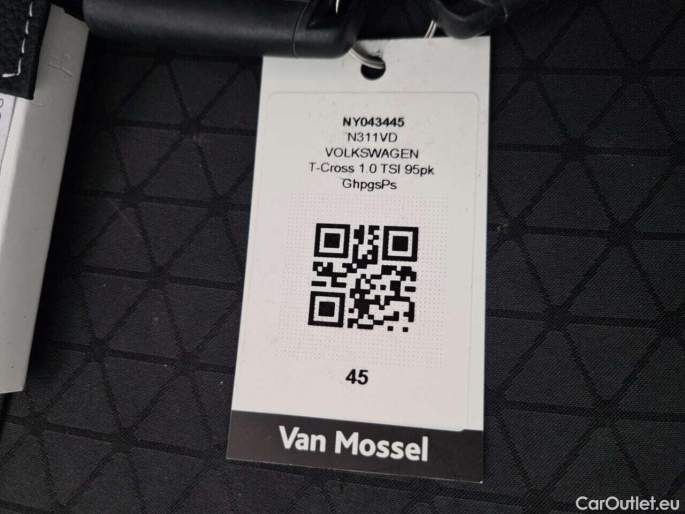 NY043445
N311VD
VOLKSWAGEN
T-Cross 1.0 TSI 95pk
GhpgsPs
45
Van Mossel
CarOutlet.eu